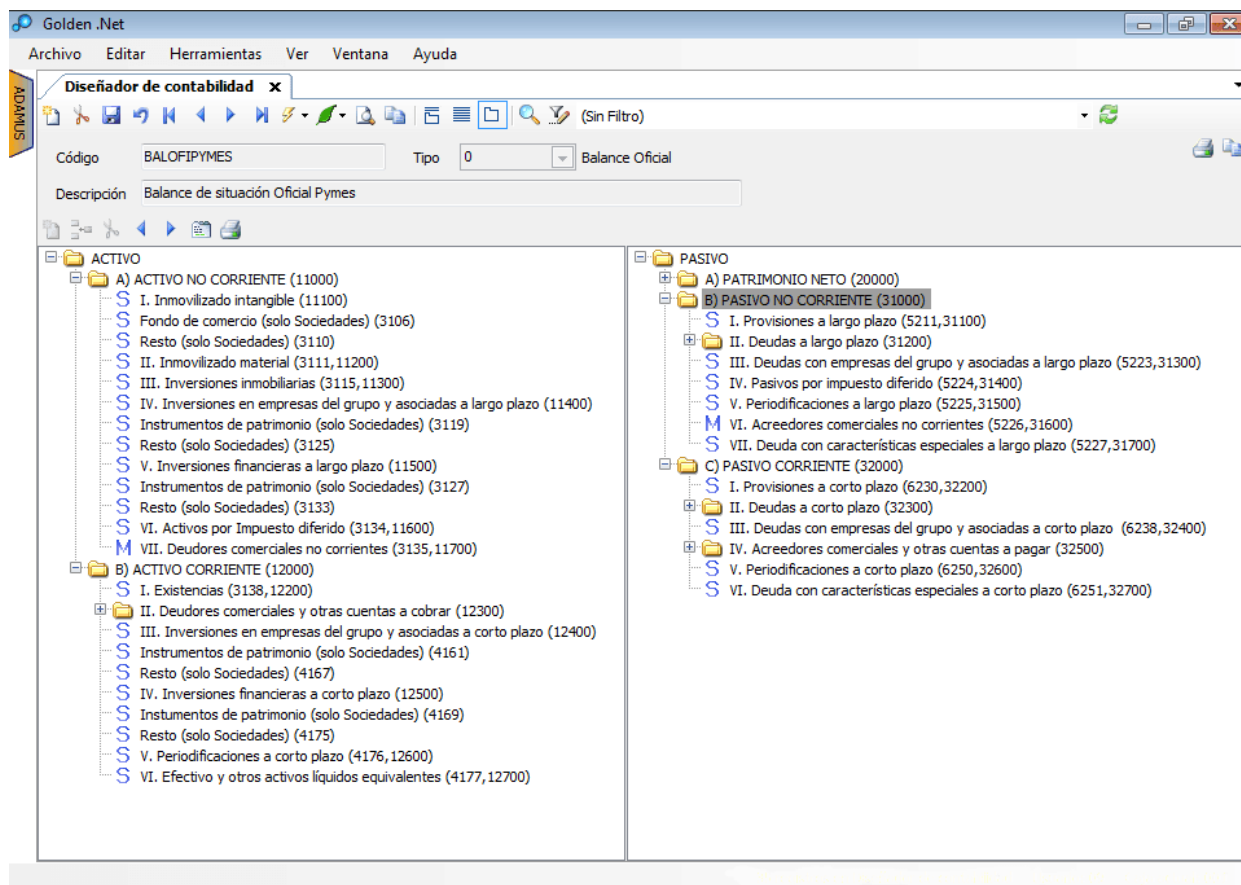 Golden .Net
Archivo Editar Herramientas Ver Ventana Ayuda
ADAMUS
Diseñador de contabilidad x
(Sin Filtro)
Código BALOFIPYMES Tipo 0 Balance Oficial
Descripción Balance de situación Oficial Pymes
ACTIVO
A) ACTIVO NO CORRIENTE (11000)
S I. Inmovilizado intangible (11100)
S Fondo de comercio (solo Sociedades) (3106)
S Resto (solo Sociedades) (3110)
S II. Inmovilizado material (3111,11200)
S III. Inversiones inmobiliarias (3115,11300)
S IV. Inversiones en empresas del grupo y asociadas a largo plazo (11400)
S Instrumentos de patrimonio (solo Sociedades) (3119)
S Resto (solo Sociedades) (3125)
S V. Inversiones financieras a largo plazo (11500)
S Instrumentos de patrimonio (solo Sociedades) (3127)
S Resto (solo Sociedades) (3133)
S VI. Activos por Impuesto diferido (3134,11600)
M VII. Deudores comerciales no corrientes (3135,11700)
B) ACTIVO CORRIENTE (12000)
S I. Existencias (3138,12200)
II. Deudores comerciales y otras cuentas a cobrar (12300)
S III. Inversiones en empresas del grupo y asociadas a corto plazo (12400)
S Instrumentos de patrimonio (solo Sociedades) (4161)
S Resto (solo Sociedades) (4167)
S IV. Inversiones financieras a corto plazo (12500)
S Instumentos de patrimonio (solo Sociedades) (4169)
S Resto (solo Sociedades) (4175)
S V. Periodificaciones a corto plazo (4176,12600)
S VI. Efectivo y otros activos líquidos equivalentes (4177,12700)
PASIVO
A) PATRIMONIO NETO (20000)
B) PASIVO NO CORRIENTE (31000)
S I. Provisiones a largo plazo (5211,31100)
II. Deudas a largo plazo (31200)
S III. Deudas con empresas del grupo y asociadas a largo plazo (5223,31300)
S IV. Pasivos por impuesto diferido (5224,31400)
S V. Periodificaciones a largo plazo (5225,31500)
M VI. Acreedores comerciales no corrientes (5226,31600)
S VII. Deuda con características especiales a largo plazo (5227,31700)
C) PASIVO CORRIENTE (32000)
S I. Provisiones a corto plazo (6230,32200)
II. Deudas a corto plazo (32300)
S III. Deudas con empresas del grupo y asociadas a corto plazo (6238,32400)
IV. Acreedores comerciales y otras cuentas a pagar (32500)
S V. Periodificaciones a corto plazo (6250,32600)
S VI. Deuda con características especiales a corto plazo (6251,32700)